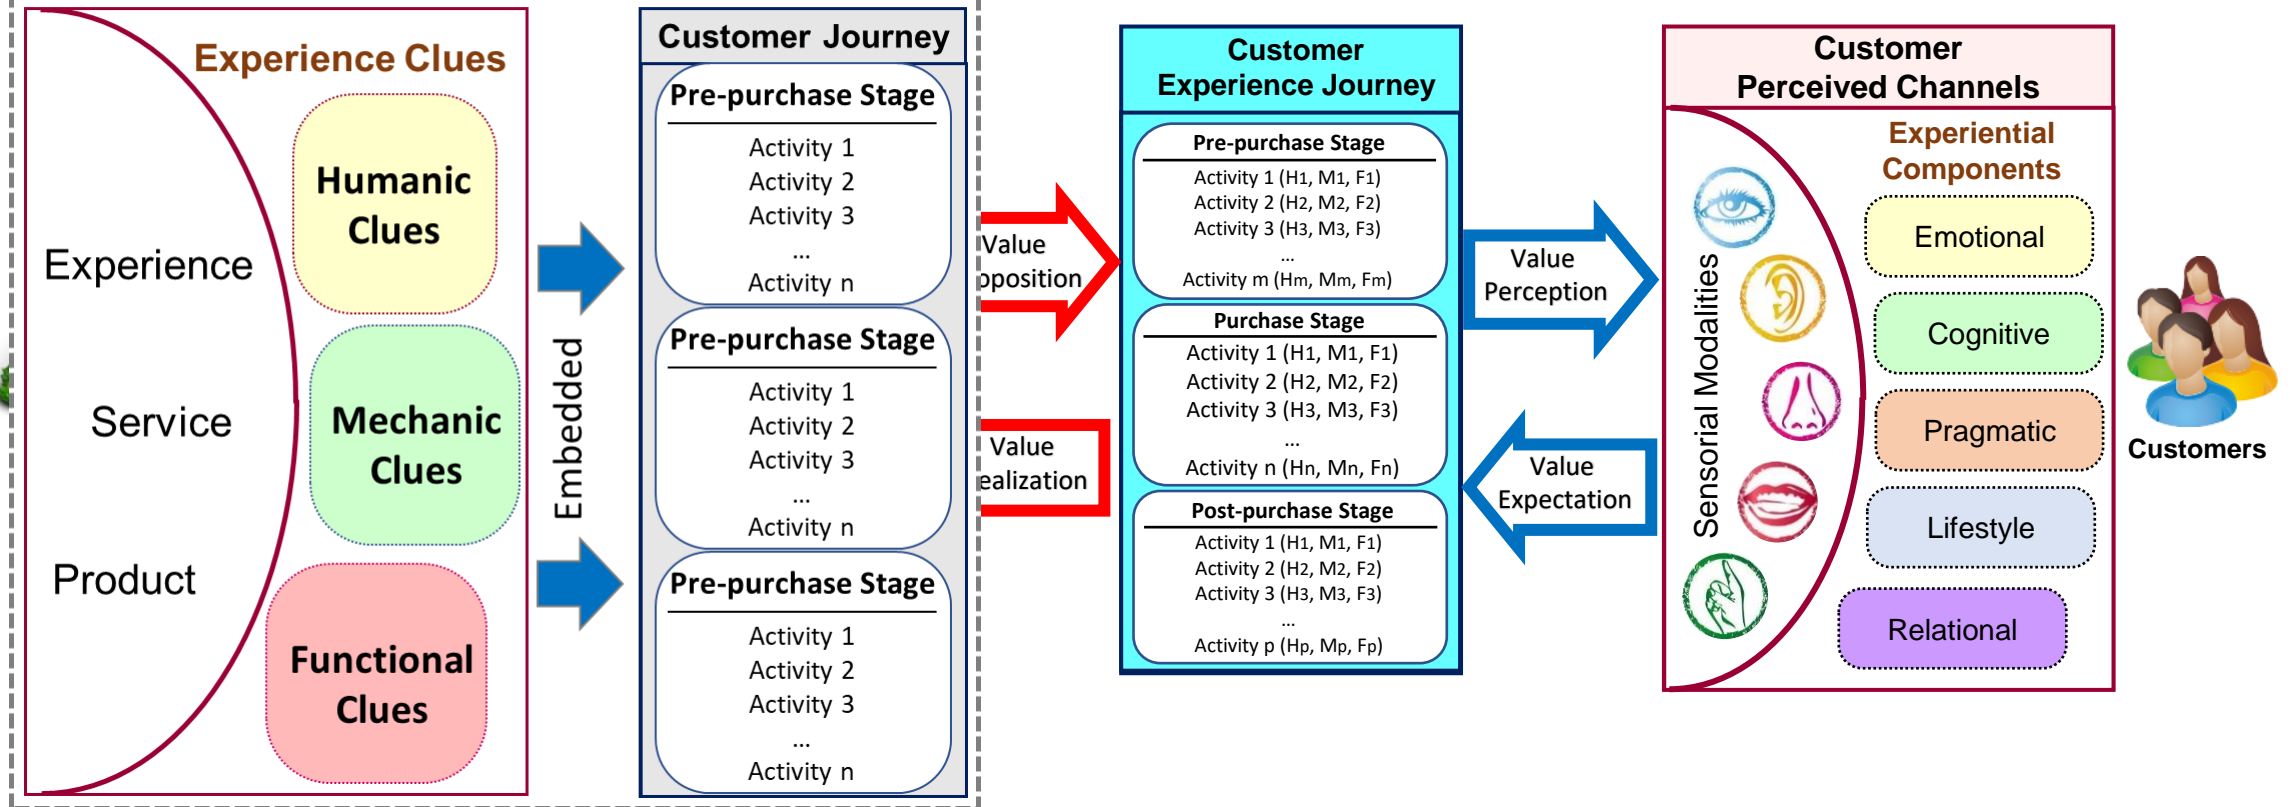 Experience Clues
Humanic
Clues
Mechanic
Clues
Functional
Clues
Experience
Service
Product
Embedded
Customer Journey
Pre-purchase Stage
Activity 1
Activity 2
Activity 3
...
Activity n
Pre-purchase Stage
Activity 1
Activity 2
Activity 3
...
Activity n
Pre-purchase Stage
Activity 1
Activity 2
Activity 3
...
Activity n
Value
oposition
Value
ealization
Customer
Experience Journey
Pre-purchase Stage
Activity 1 (H1, M1, F1)
Activity 2 (H2, M2, F2)
Activity 3 (H3, M3, F3)
...
Activity m (Hm, Mm, Fm)
Purchase Stage
Activity 1 (H1, M1, F1)
Activity 2 (H2, M2, F2)
Activity 3 (H3, M3, F3)
...
Activity n (Hn, Mn, Fn)
Post-purchase Stage
Activity 1 (H1, M1, F1)
Activity 2 (H2, M2, F2)
Activity 3 (H3, M3, F3)
...
Activity p (Hp, Mp, Fp)
Value
Perception
Value
Expectation
Customer
Perceived Channels
Sensorial Modalities
Experiential
Components
Emotional
Cognitive
Pragmatic
Lifestyle
Relational
Customers